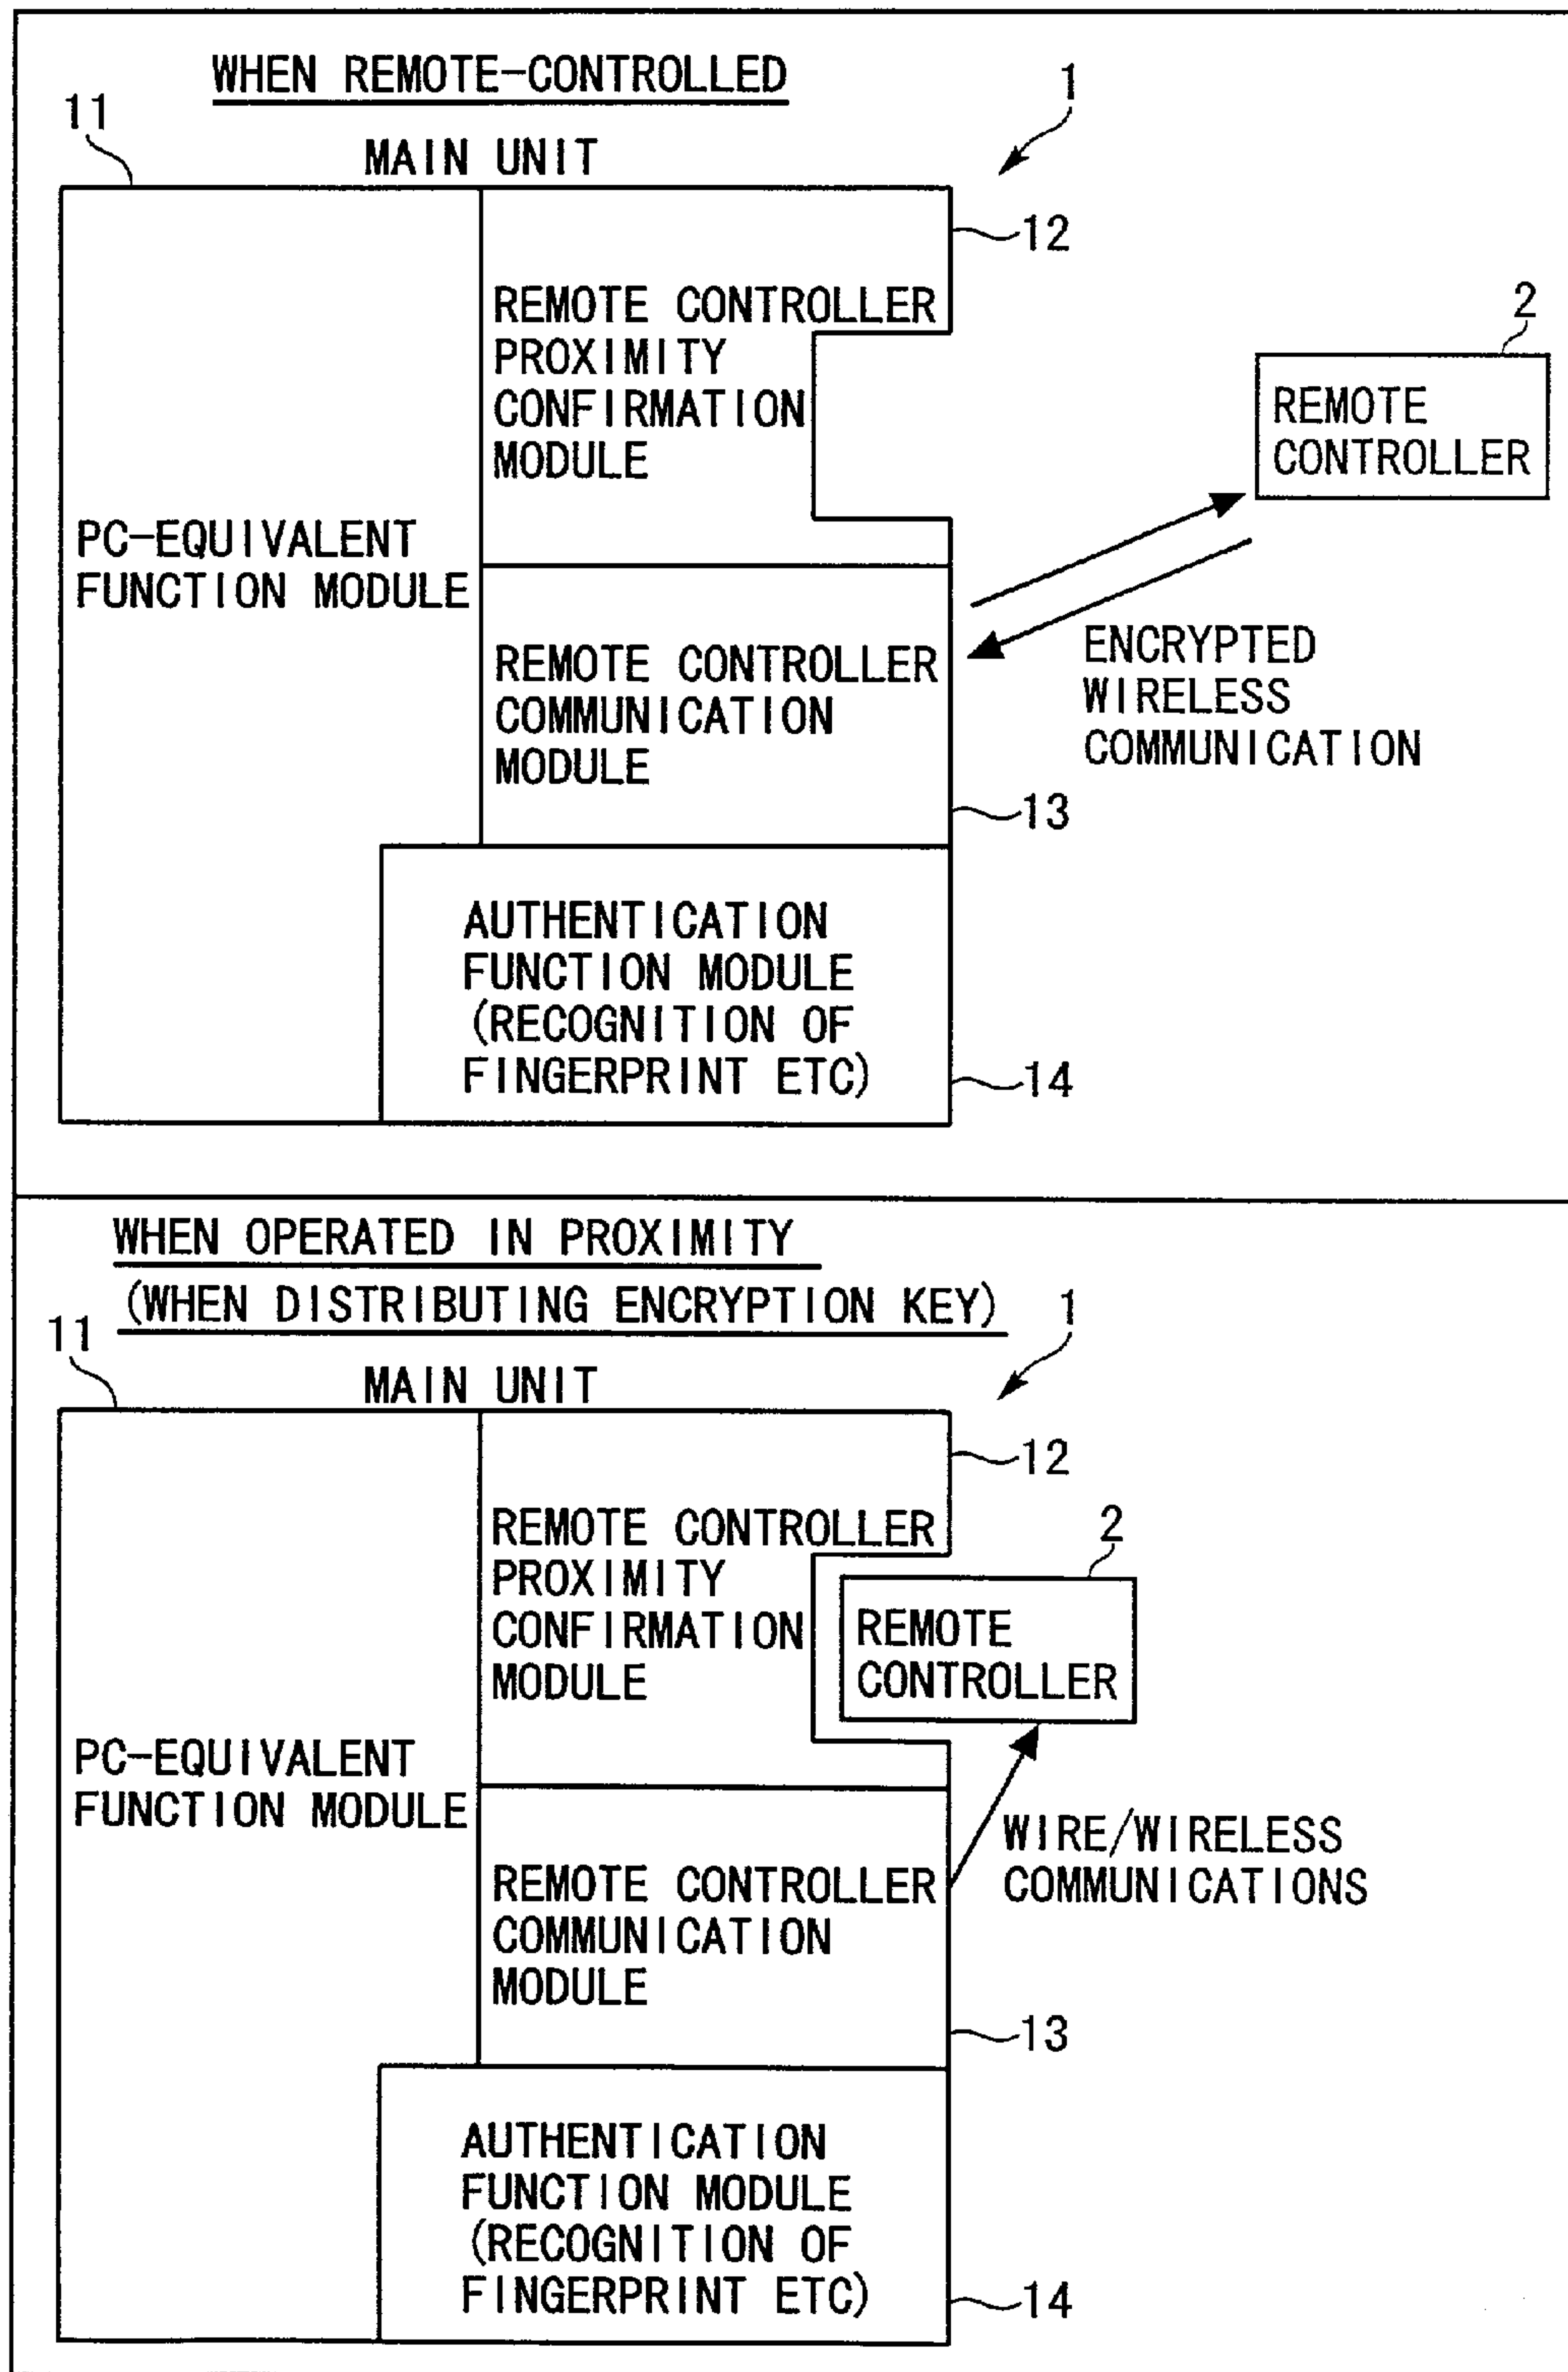 WHEN REMOTE-CONTROLLED
11
1
MAIN UNIT
12
REMOTE CONTROLLER
PROXIMITY
CONFIRMATION
MODULE
2
REMOTE
CONTROLLER
PC-EQUIVALENT
FUNCTION MODULE
ENCRYPTED
WIRELESS
COMMUNICATION
REMOTE CONTROLLER
COMMUNICATION
MODULE
13
AUTHENTICATION
FUNCTION MODULE
(RECOGNITION OF
FINGERPRINT ETC)
14
WHEN OPERATED IN PROXIMITY
(WHEN DISTRIBUTING ENCRYPTION KEY)
11
1
MAIN UNIT
12
REMOTE CONTROLLER
PROXIMITY
CONFIRMATION
MODULE
2
REMOTE
CONTROLLER
PC-EQUIVALENT
FUNCTION MODULE
WIRE/WIRELESS
COMMUNICATIONS
REMOTE CONTROLLER
COMMUNICATION
MODULE
13
AUTHENTICATION
FUNCTION MODULE
(RECOGNITION OF
FINGERPRINT ETC)
14